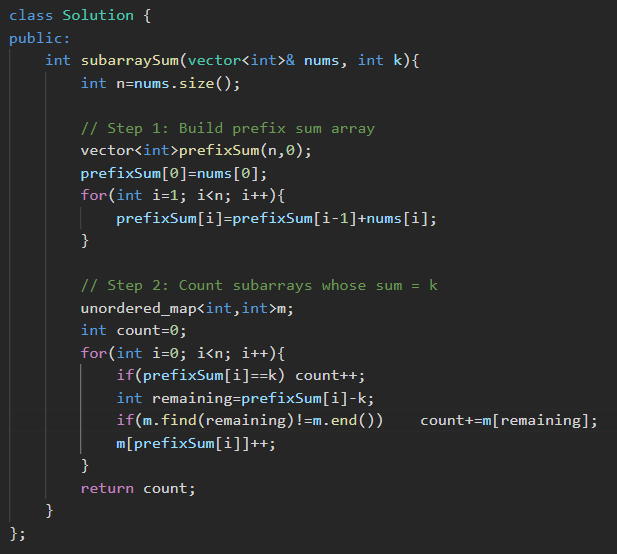 class Solution {
public:
    int subarraySum(vector<int>& nums, int k){
        int n=nums.size();

        // Step 1: Build prefix sum array
        vector<int>prefixSum(n,0);
        prefixSum[0]=nums[0];
        for(int i=1; i<n; i++){
            prefixSum[i]=prefixSum[i-1]+nums[i];
        }

        // Step 2: Count subarrays whose sum = k
        unordered_map<int,int>m;
        int count=0;
        for(int i=0; i<n; i++){
            if(prefixSum[i]==k) count++;
            int remaining=prefixSum[i]-k;
            if(m.find(remaining)!=m.end())    count+=m[remaining];
            m[prefixSum[i]]++;
        }
        return count;
    }
};